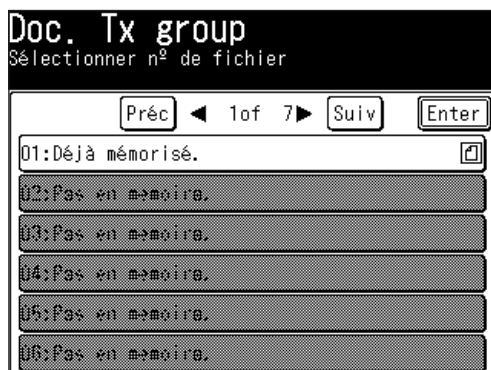 Doc. Tx group
Sélectionner nº de fichier
Préc ◀ 1of 7▶ Suiv Enter
01:Déjà mémorisé.
02:Pas en memoire.
03:Pas en memoire.
04:Pas en memoire.
05:Pas en memoire.
06:Pas en memoire.